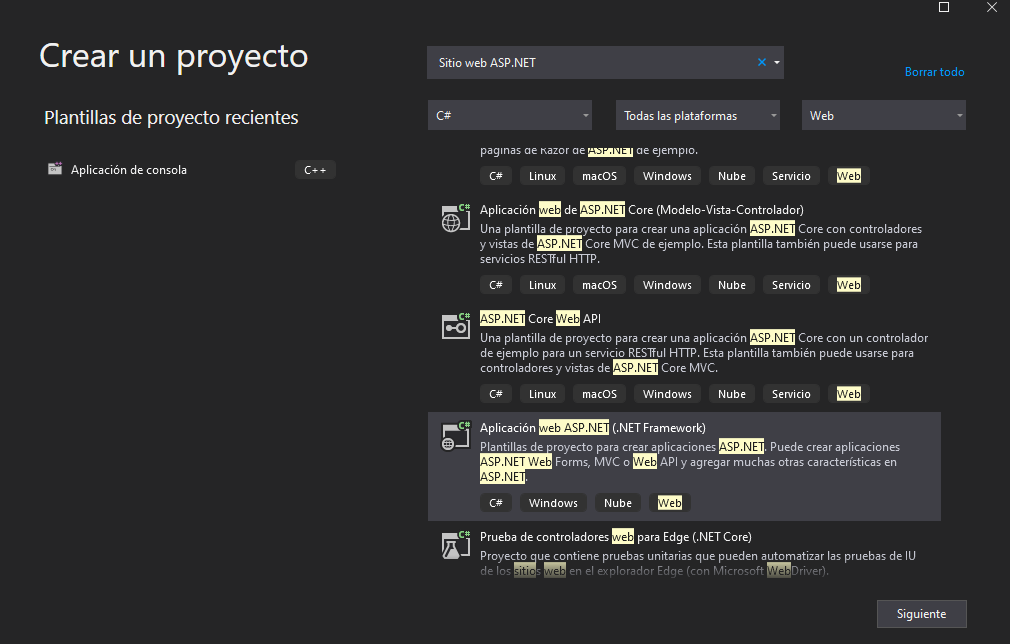 Crear un proyecto
Plantillas de proyecto recientes
Aplicación de consola
C++
Sitio web ASP.NET
Borrar todo
C#
Todas las plataformas
Web
páginas de Razor de ASP.NET de ejemplo.
C# Linux macOS Windows Nube Servicio Web
C#
Aplicación web de ASP.NET Core (Modelo-Vista-Controlador)
Una plantilla de proyecto para crear una aplicación ASP.NET Core con controladores
y vistas de ASP.NET Core MVC de ejemplo. Esta plantilla también puede usarse para
servicios RESTful HTTP.
C# Linux macOS Windows Nube Servicio Web
C#
ASP.NET Core Web API
Una plantilla de proyecto para crear una aplicación ASP.NET Core con un controlador
de ejemplo para un servicio RESTful HTTP. Esta plantilla también puede usarse para
controladores y vistas de ASP.NET Core MVC.
C# Linux macOS Windows Nube Servicio Web
C#
Aplicación web ASP.NET (.NET Framework)
Plantillas de proyecto para crear aplicaciones ASP.NET. Puede crear aplicaciones
ASP.NET Web Forms, MVC o Web API y agregar muchas otras características en
ASP.NET.
C# Windows Nube Web
C#
Prueba de controladores web para Edge (.NET Core)
Proyecto que contiene pruebas unitarias que pueden automatizar las pruebas de IU
de los sitios web en el explorador Edge (con Microsoft WebDriver).
Siguiente